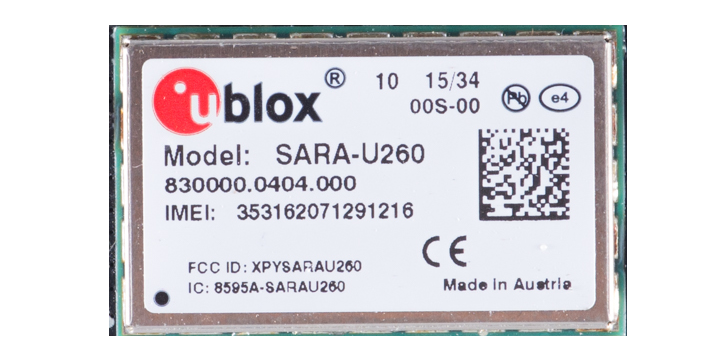 ublox® 10 15/34
00S-00 Pb e4
Model: SARA-U260
830000.0404.000
IMEI: 353162071291216
CE
FCC ID: XPYSARAU260
IC: 8595A-SARAU260
Made in Austria